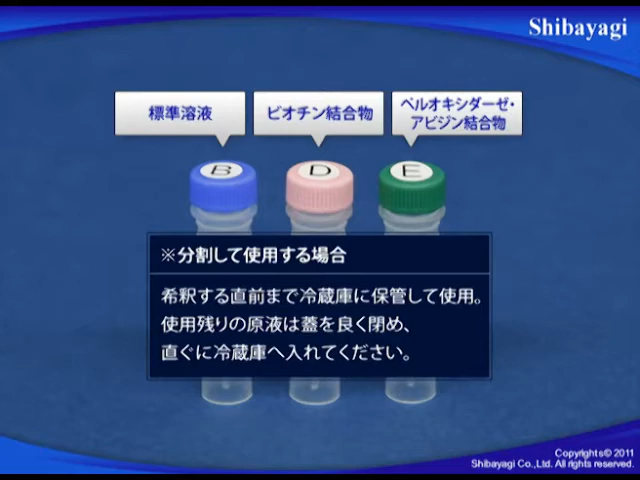 Shibayagi
標準溶液
ビオチン結合物
ペルオキシダーゼ・
アビジン結合物
B
D
E
※分割して使用する場合
希釈する直前まで冷蔵庫に保管して使用。
使用残りの原液は蓋を良く閉め、
直ぐに冷蔵庫へ入れてください。
Copyrights© 2011
Shibayagi Co.,Ltd. All rights reserved.